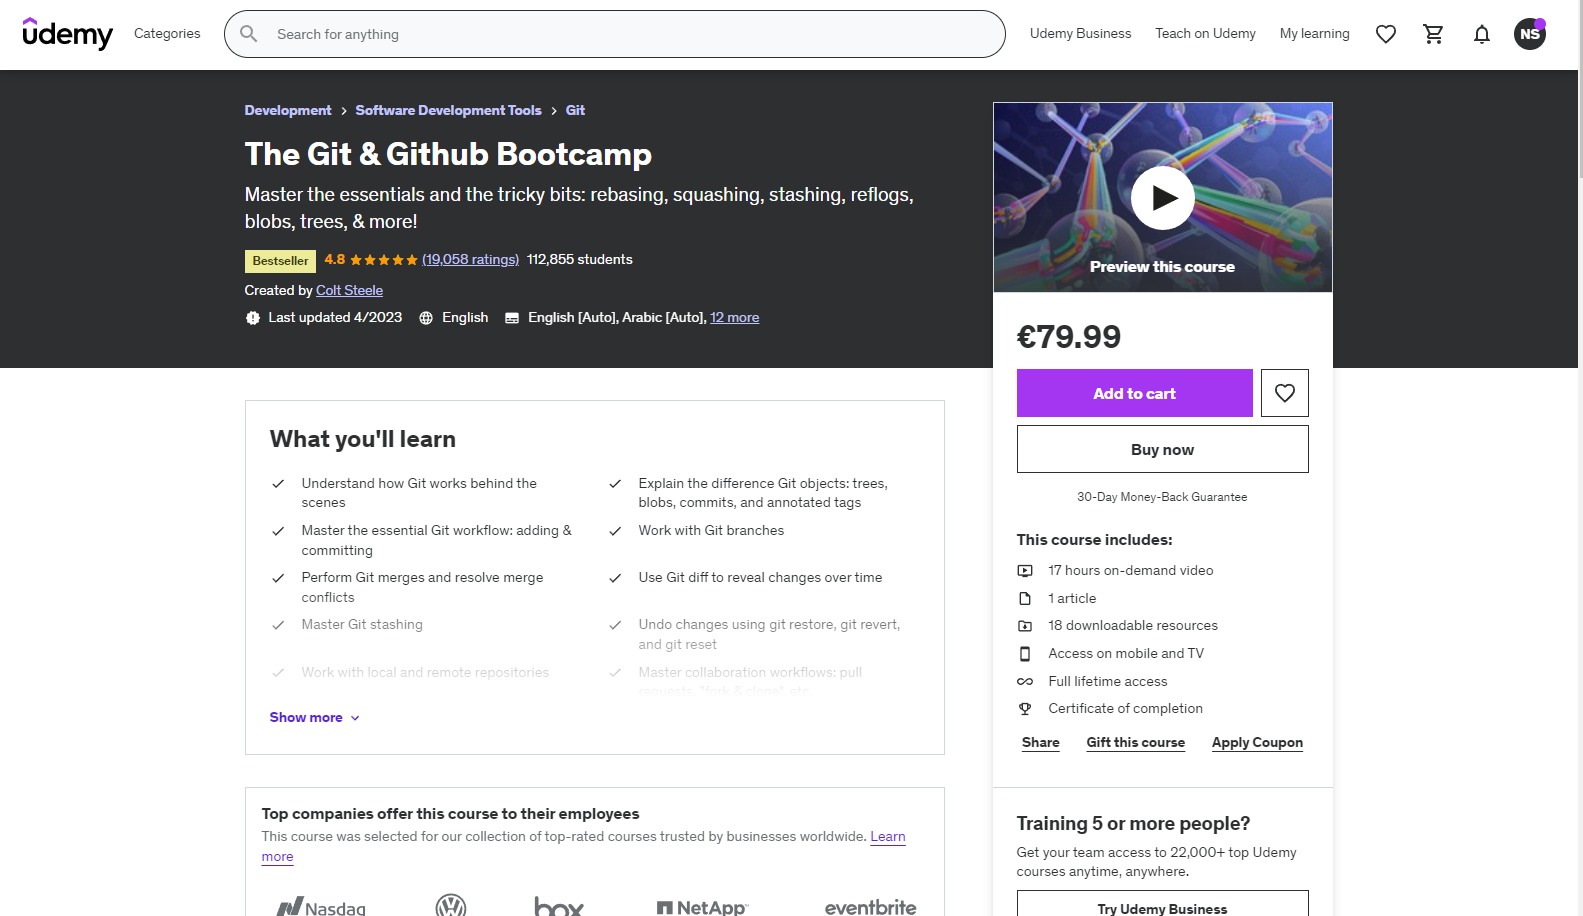 udemy
Categories
Search for anything
Udemy Business
Teach on Udemy
My learning
NS
Development
Software Development Tools
Git
The Git & Github Bootcamp
Master the essentials and the tricky bits: rebasing, squashing, stashing, reflogs,
blobs, trees, & more!
Bestseller 4.8 (19,058 ratings) 112,855 students
Created by Colt Steele
Last updated 4/2023 English English [Auto], Arabic [Auto], 12 more
Preview this course
€79.99
Add to cart
Buy now
30-Day Money-Back Guarantee
This course includes:
17 hours on-demand video
1 article
18 downloadable resources
Access on mobile and TV
Full lifetime access
Certificate of completion
Share
Gift this course
Apply Coupon
Training 5 or more people?
Get your team access to 22,000+ top Udemy
courses anytime, anywhere.
Try Udemy Business
What you'll learn
Understand how Git works behind the
scenes
Explain the difference Git objects: trees,
blobs, commits, and annotated tags
Master the essential Git workflow: adding &
committing
Work with Git branches
Perform Git merges and resolve merge
conflicts
Use Git diff to reveal changes over time
Master Git stashing
Undo changes using git restore, git revert,
and git reset
Work with local and remote repositories
Master collaboration workflows: pull
requests, "fork & clone", etc
Show more
Top companies offer this course to their employees
This course was selected for our collection of top-rated courses trusted by businesses worldwide. Learn
more
Nasdaq
box
NetApp
eventbrite